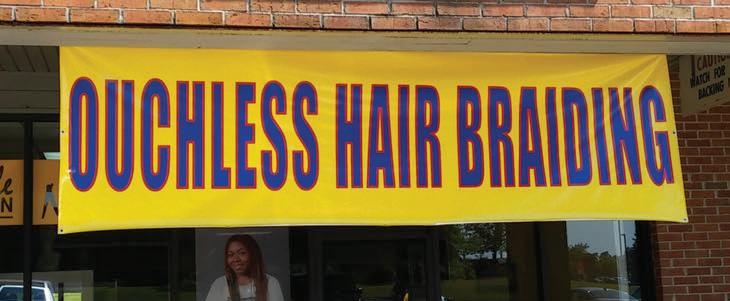 OUCHLESS HAIR BRAIDING
CAUTION
WATCH FOR
BACKING